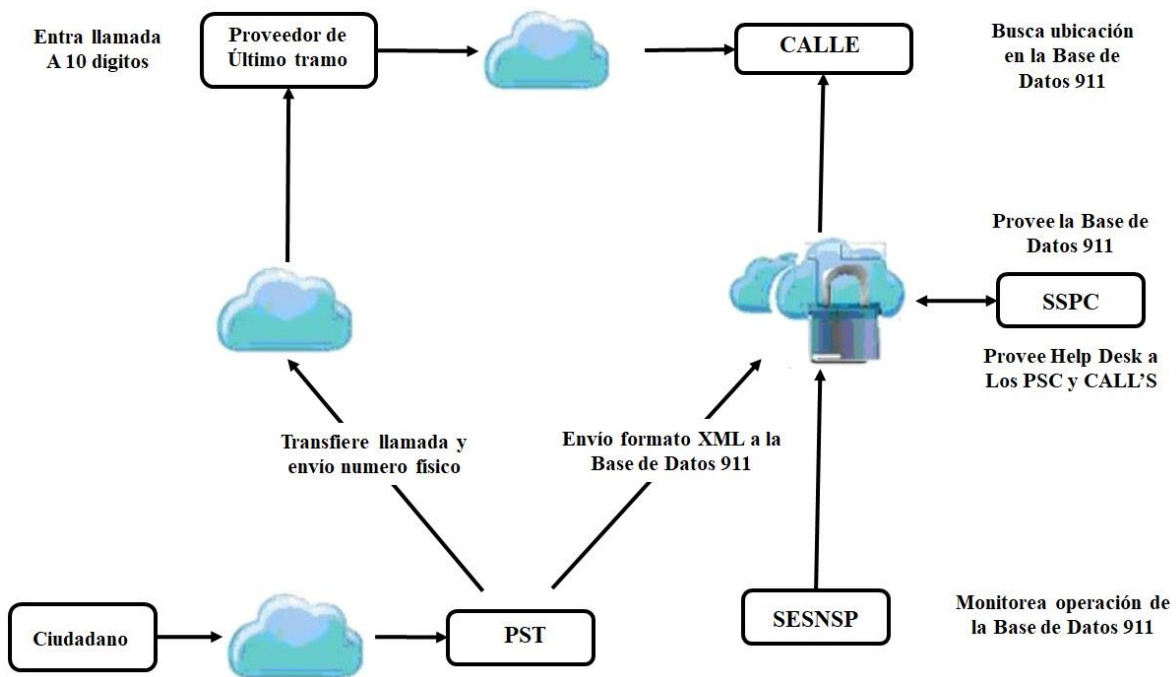 Entra llamada
A 10 dígitos
Proveedor de
Último tramo
CALLE
Busca ubicación
en la Base de
Datos 911
Provee la Base de
Datos 911
SSPC
Provee Help Desk a
Los PSC y CALL’S
Transfiere llamada y
envío numero físico
Envío formato XML a la
Base de Datos 911
Ciudadano
PST
SESNSP
Monitorea operación de
la Base de Datos 911